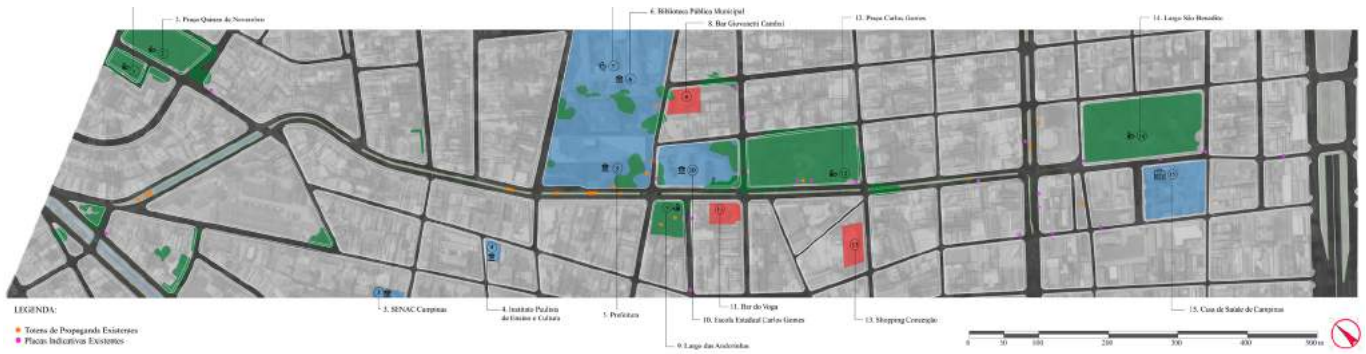 1. Praça Quinze de Novembro
6. Biblioteca Pública Municipal
8. Bar Giovanetti Cambuí
12. Praça Carlos Gomes
14. Largo São Benedito
3. SENAC Campinas
4. Instituto Paulista
de Ensino e Cultura
5. Prefeitura
9. Largo das Andorinhas
10. Escola Estadual Carlos Gomes
11. Bar do Voga
13. Shopping Conceição
15. Casa de Saúde de Campinas
LEGENDA:
Totens de Propaganda Existentes
Placas Indicativas Existentes
0 50 100 200 300 400 500 m